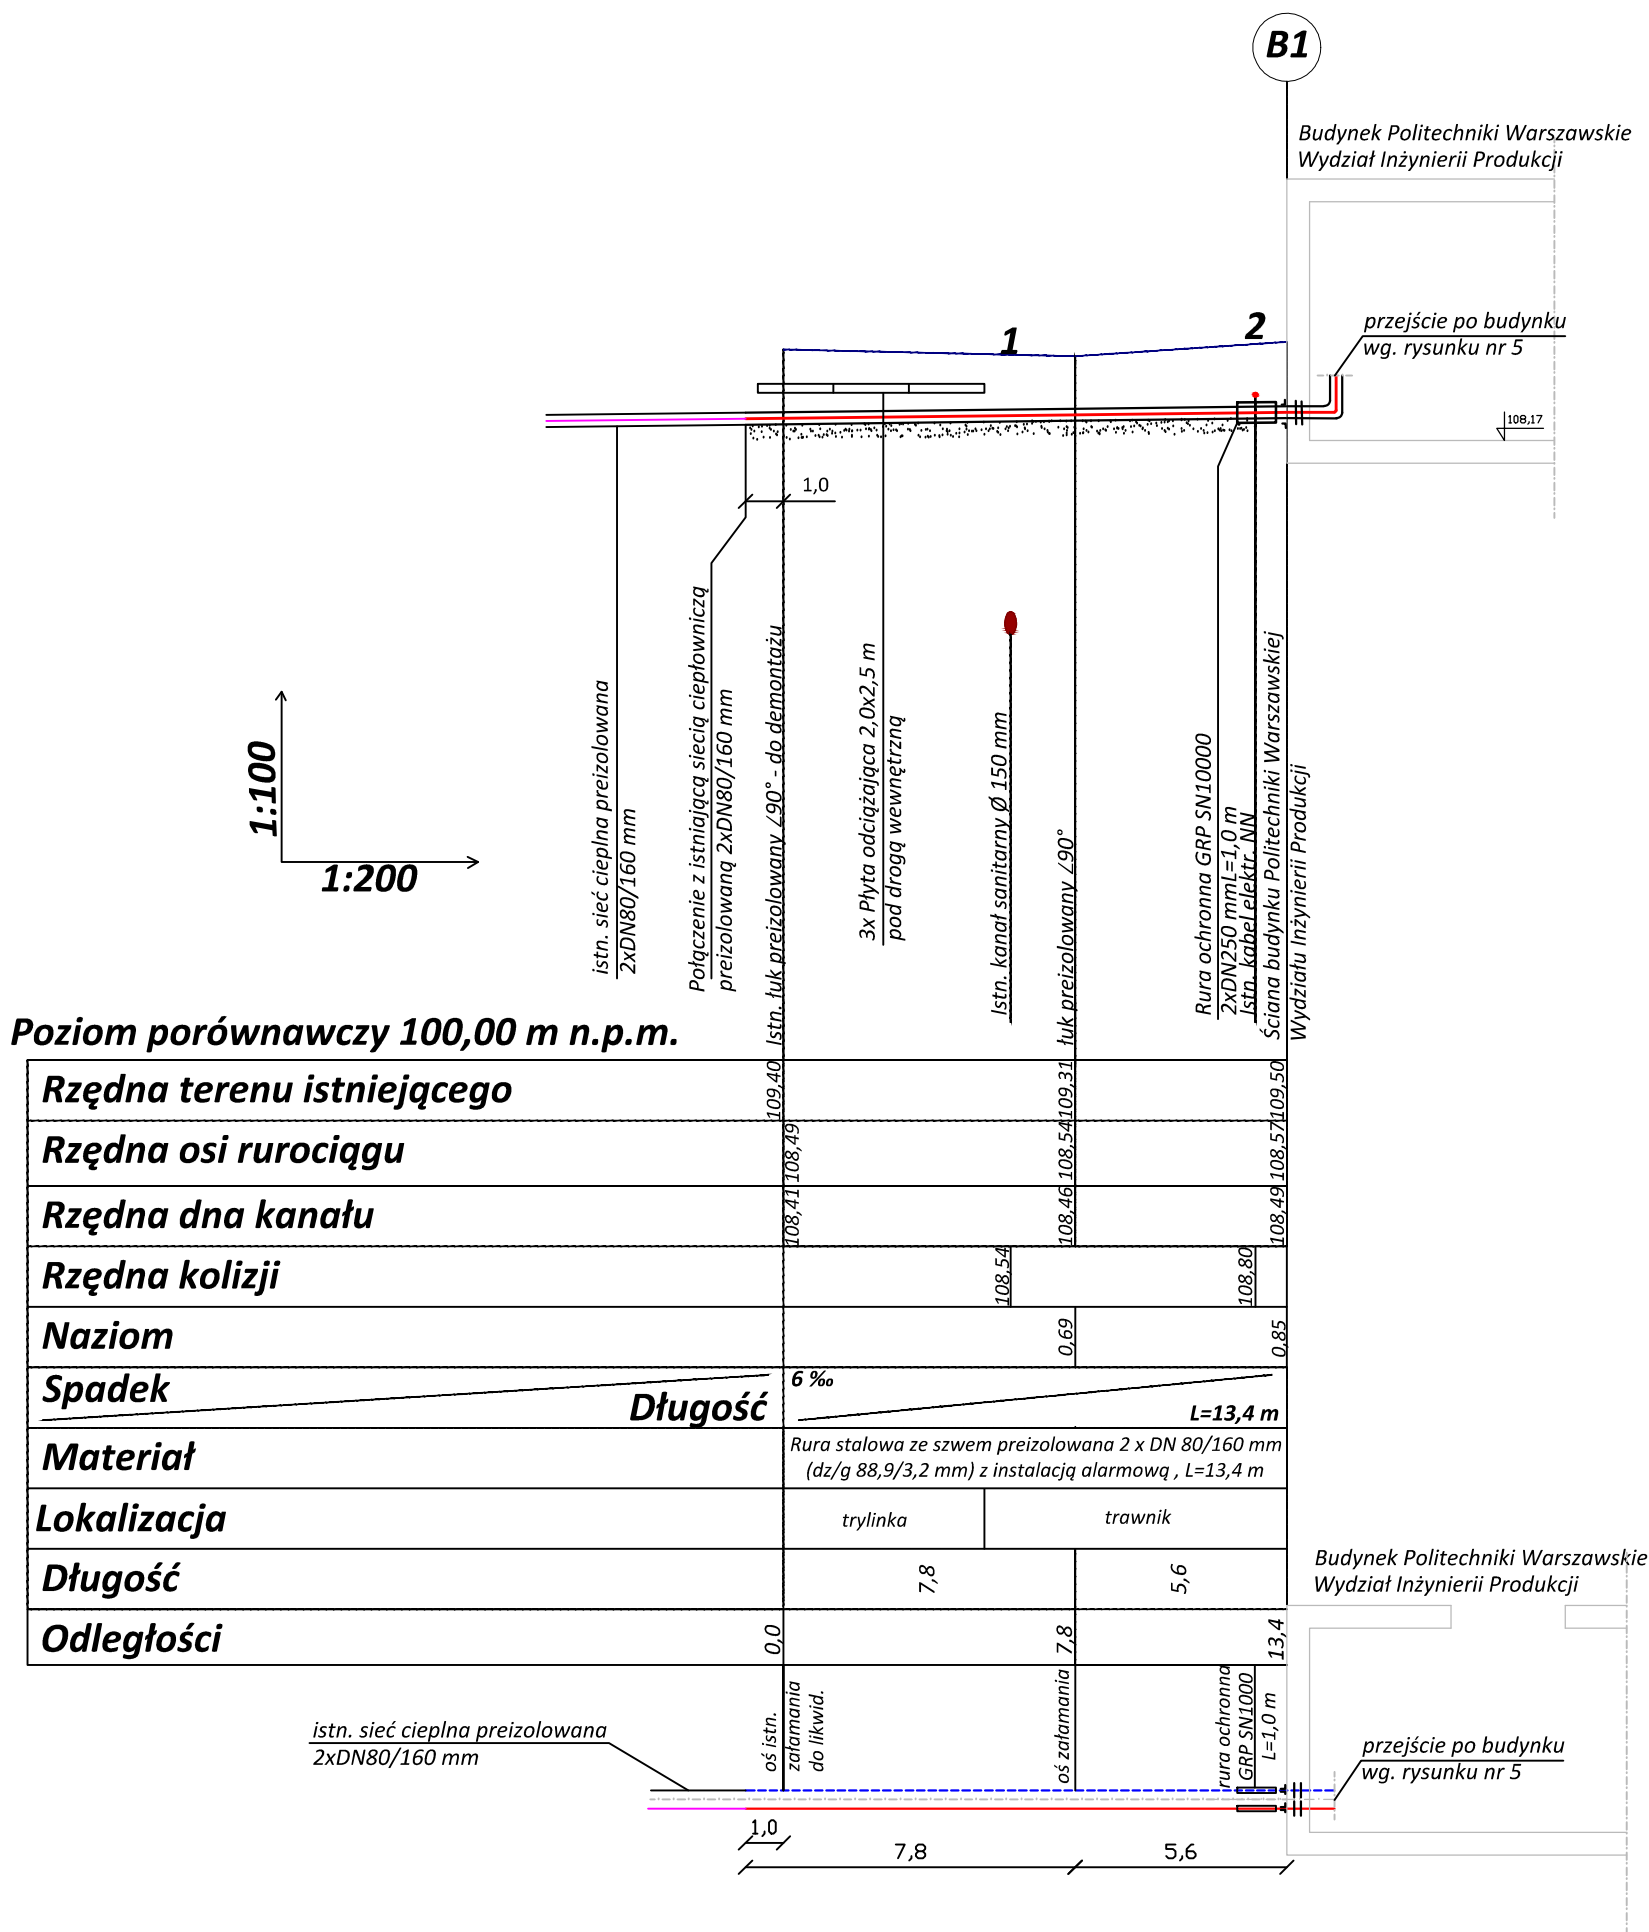 B1
Budynek Politechniki Warszawskie
Wydział Inżynierii Produkcji
1
2
przejście po budynku
wg. rysunku nr 5
108,17
1,0
1:100
1:200
istn. sieć cieplna preizolowana
2xDN80/160 mm
Połączenie z istniającą siecią ciepłowniczą
preizolowaną 2xDN80/160 mm
Istn. łuk preizolowany ∠90° - do demontażu
3x Płyta odciążająca 2,0x2,5 m
pod drogą wewnętrzną
Istn. kanał sanitarny Ø 150 mm
łuk preizolowany ∠90°
Rura ochronna GRP SN10000
2xDN250 mmL=1,0 m
Istn. kabel elektr. NN
Ściana budynku Politechniki Warszawskiej
Wydziału Inżynierii Produkcji
Poziom porównawczy 100,00 m n.p.m.
Rzędna terenu istniejącego 109,40 109,31 109,50
Rzędna osi rurociągu 108,49 108,54 108,57
Rzędna dna kanału 108,41 108,46 108,49
Rzędna kolizji 108,54 108,80
Naziom 0,69 0,85
Spadek 6 ‰
Długość L=13,4 m
Materiał
Rura stalowa ze szwem preizolowana 2 x DN 80/160 mm
(dz/g 88,9/3,2 mm) z instalacją alarmową , L=13,4 m
Lokalizacja trylinka trawnik
Długość 7,8 5,6
Odległości 0,0 7,8 13,4
Budynek Politechniki Warszawskie
Wydział Inżynierii Produkcji
oś istn.
załamania
do likwid.
oś załamania
rura ochronna
GRP SN1000
L=1,0 m
istn. sieć cieplna preizolowana
2xDN80/160 mm
przejście po budynku
wg. rysunku nr 5
1,0
7,8
5,6